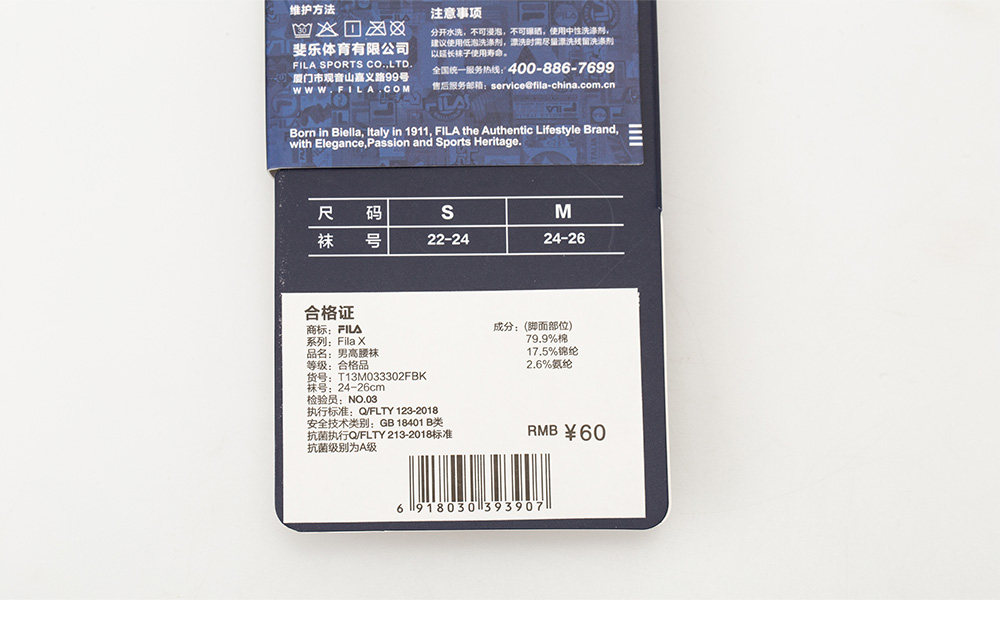 维护方法
30
斐乐体育有限公司
FILA SPORTS CO.,LTD.
厦门市观音山嘉义路99号
WWW.FILA.COM
注意事项
分开水洗，不可浸泡，不可曝晒，使用中性洗涤剂，
建议使用低泡洗涤剂，漂洗时需尽量漂洗残留洗涤剂
以延长袜子使用寿命。
全国统一服务热线：400-886-7699
售后服务邮箱：service@fila-china.com.cn
Born in Biella, Italy in 1911, FILA the Authentic Lifestyle Brand,
with Elegance,Passion and Sports Heritage.
尺 码 S M
袜 号 22-24 24-26
合格证
商标：FILA
系列：Fila X
品名：男高腰袜
等级：合格品
货号：T13M033302FBK
袜号：24-26cm
检验员：NO.03
执行标准：Q/FLTY 123-2018
安全技术类别：GB 18401 B类
抗菌执行Q/FLTY 213-2018标准
抗菌级别为A级
成分：(脚面部位)
79.9%棉
17.5%锦纶
2.6%氨纶
RMB ¥60
6 918030 393907